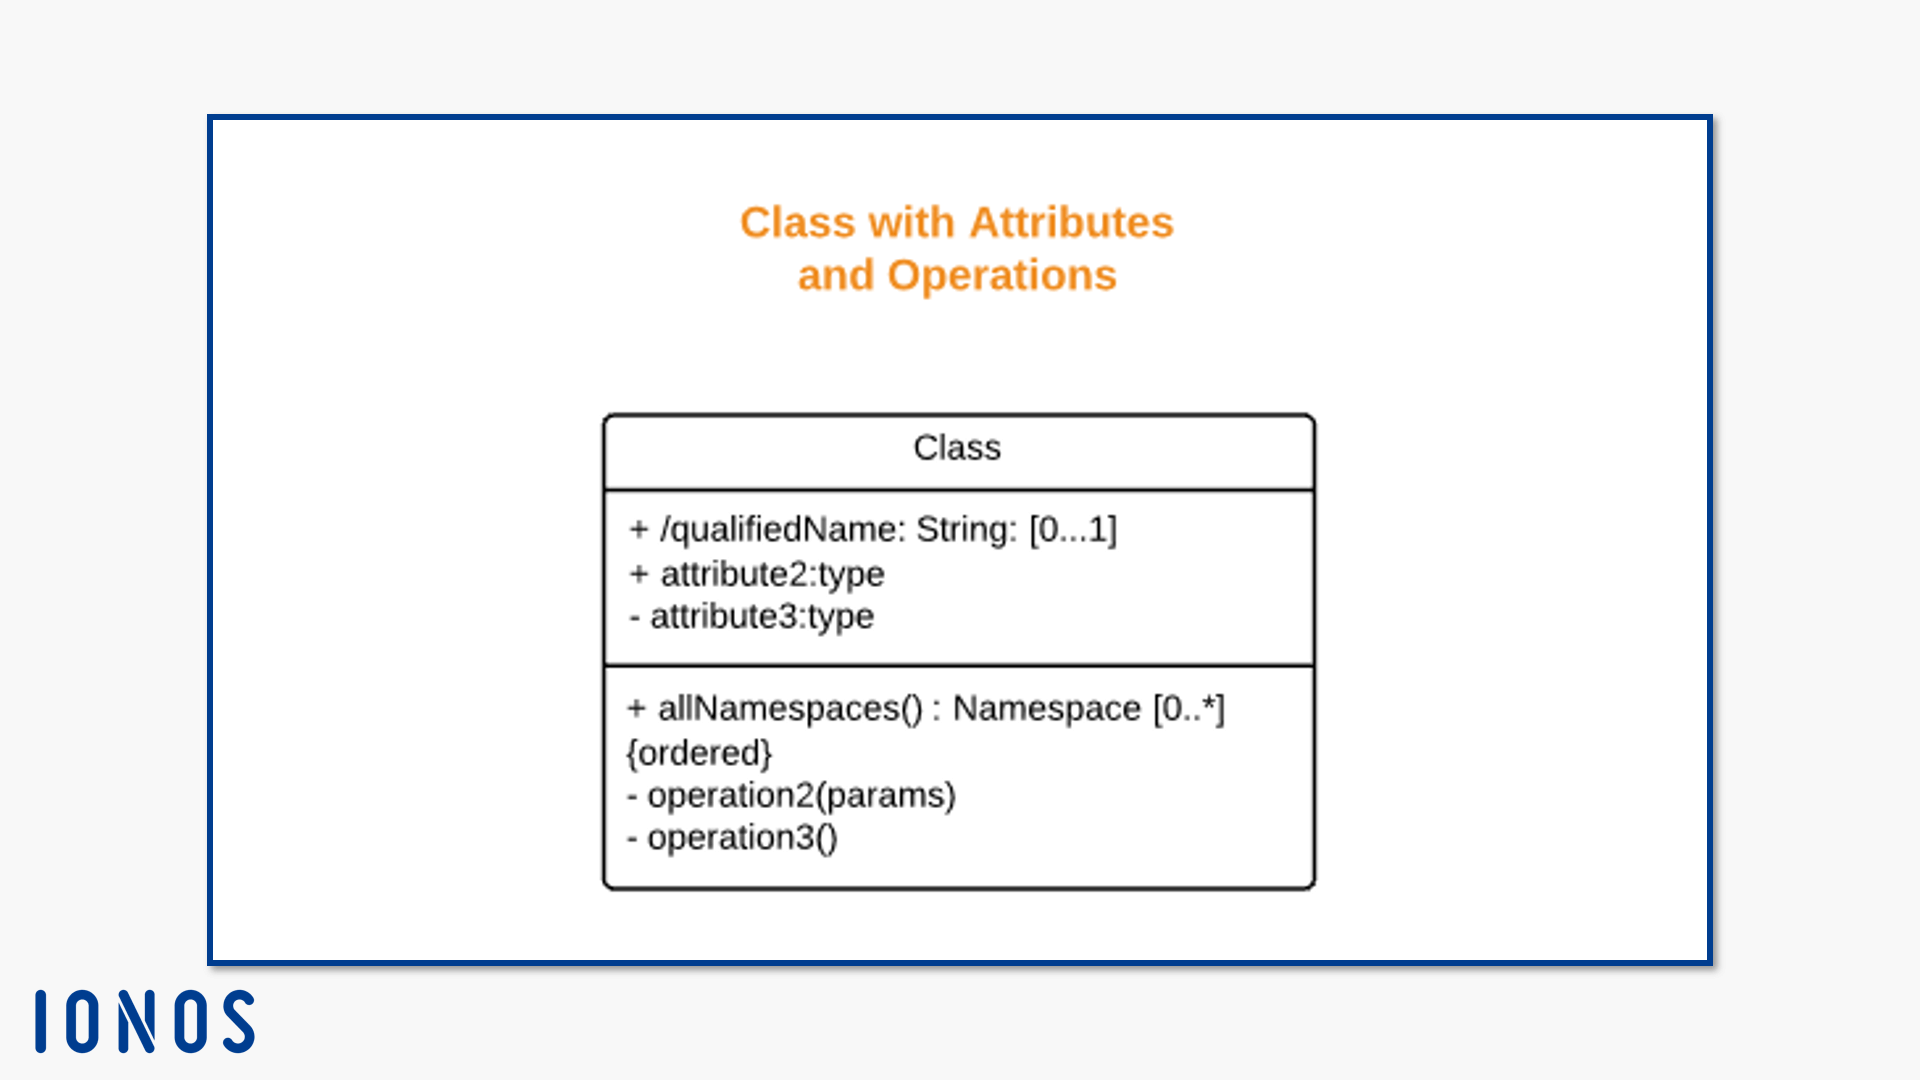 Class with Attributes
and Operations
Class
+ /qualifiedName: String: [0...1]
+ attribute2:type
- attribute3:type
+ allNamespaces() : Namespace [0..*]
{ordered}
- operation2(params)
- operation3()
IONOS